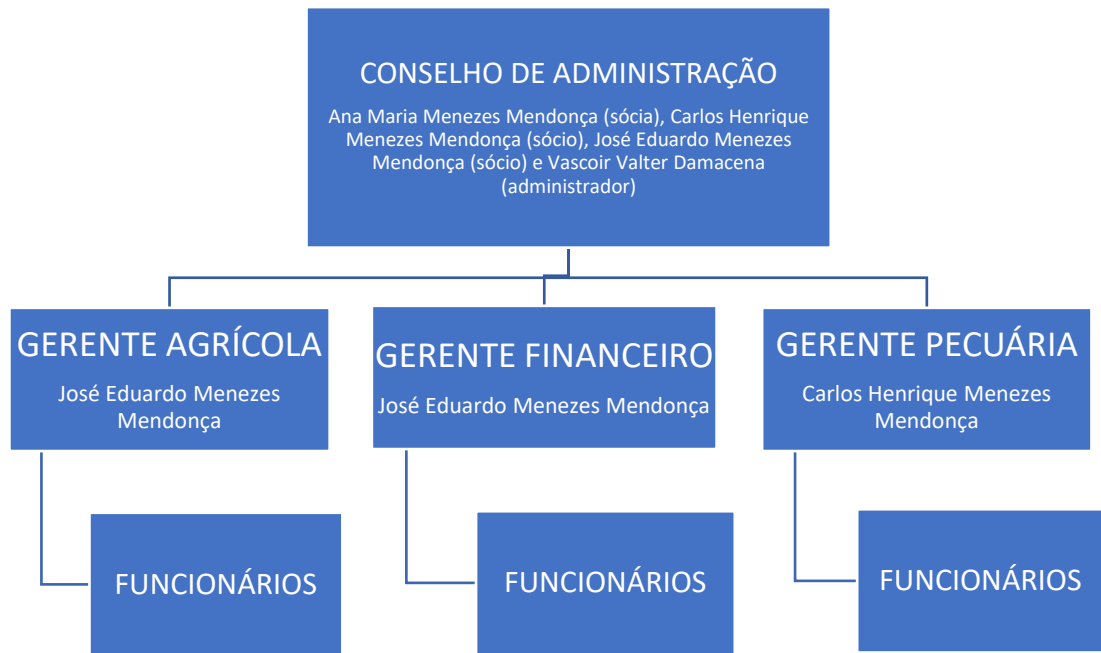 CONSELHO DE ADMINISTRAÇÃO
Ana Maria Menezes Mendonça (sócia), Carlos Henrique
Menezes Mendonça (sócio), José Eduardo Menezes
Mendonça (sócio) e Vascoir Valter Damacena
(administrador)
GERENTE AGRÍCOLA
José Eduardo Menezes
Mendonça
GERENTE FINANCEIRO
José Eduardo Menezes Mendonça
GERENTE PECUÁRIA
Carlos Henrique Menezes
Mendonça
FUNCIONÁRIOS
FUNCIONÁRIOS
FUNCIONÁRIOS